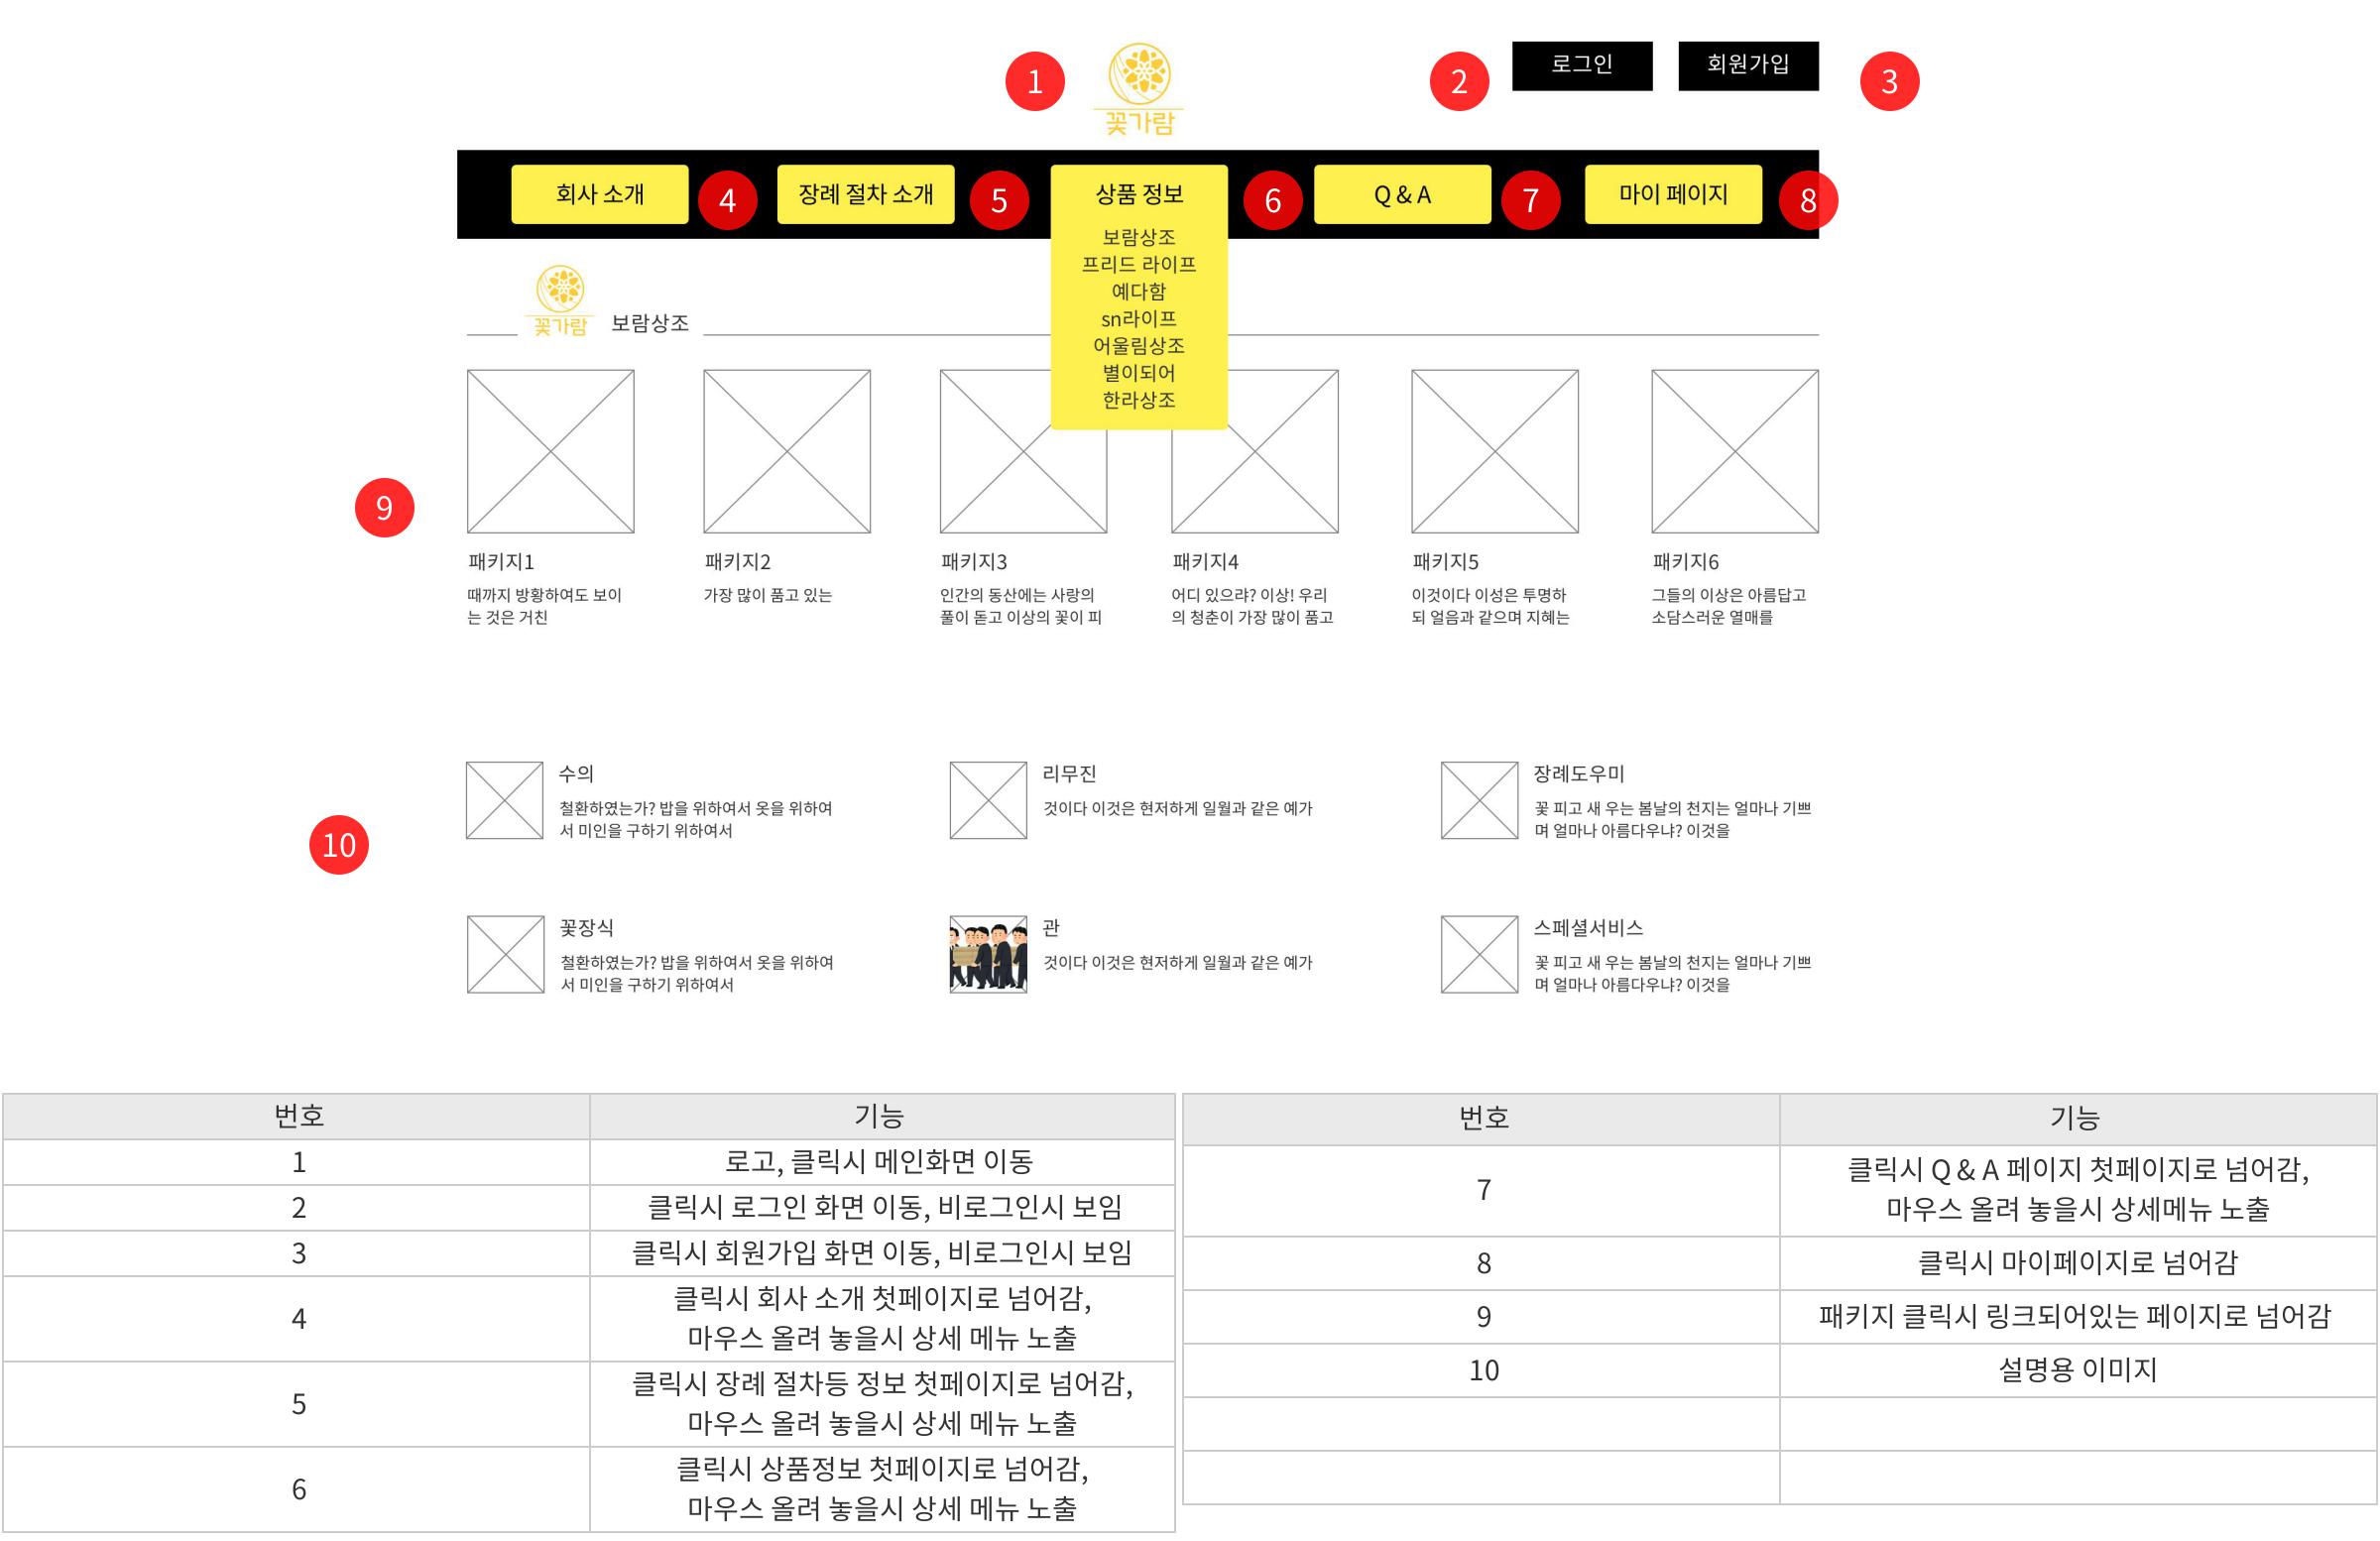 1
꽃가람
2
로그인
회원가입
3
회사 소개
4
장례 절차 소개
5
상품 정보
6
Q & A
7
마이 페이지
8
보람상조
프리드 라이프
예다함
sn라이프
어울림상조
별이되어
한라상조
꽃가람
보람상조
9
패키지1
때까지 방황하여도 보이
는 것은 거친
패키지2
가장 많이 품고 있는
패키지3
인간의 동산에는 사랑의
풀이 돋고 이상의 꽃이 피
패키지4
어디 있으랴? 이상! 우리
의 청춘이 가장 많이 품고
패키지5
이것이다 이성은 투명하
되 얼음과 같으며 지혜는
패키지6
그들의 이상은 아름답고
소담스러운 열매를
10
수의
철환하였는가? 밥을 위하여서 옷을 위하여
서 미인을 구하기 위하여서
리무진
것이다 이것은 현저하게 일월과 같은 예가
장례도우미
꽃 피고 새 우는 봄날의 천지는 얼마나 기쁘
며 얼마나 아름다우냐? 이것을
꽃장식
철환하였는가? 밥을 위하여서 옷을 위하여
서 미인을 구하기 위하여서
관
것이다 이것은 현저하게 일월과 같은 예가
스페셜서비스
꽃 피고 새 우는 봄날의 천지는 얼마나 기쁘
며 얼마나 아름다우냐? 이것을
번호 기능
1 로고, 클릭시 메인화면 이동
2 클릭시 로그인 화면 이동, 비로그인시 보임
3 클릭시 회원가입 화면 이동, 비로그인시 보임
4 클릭시 회사 소개 첫페이지로 넘어감,
마우스 올려 놓을시 상세 메뉴 노출
5 클릭시 장례 절차등 정보 첫페이지로 넘어감,
마우스 올려 놓을시 상세 메뉴 노출
6 클릭시 상품정보 첫페이지로 넘어감,
마우스 올려 놓을시 상세 메뉴 노출
번호 기능
7 클릭시 Q & A 페이지 첫페이지로 넘어감,
마우스 올려 놓을시 상세메뉴 노출
8 클릭시 마이페이지로 넘어감
9 패키지 클릭시 링크되어있는 페이지로 넘어감
10 설명용 이미지